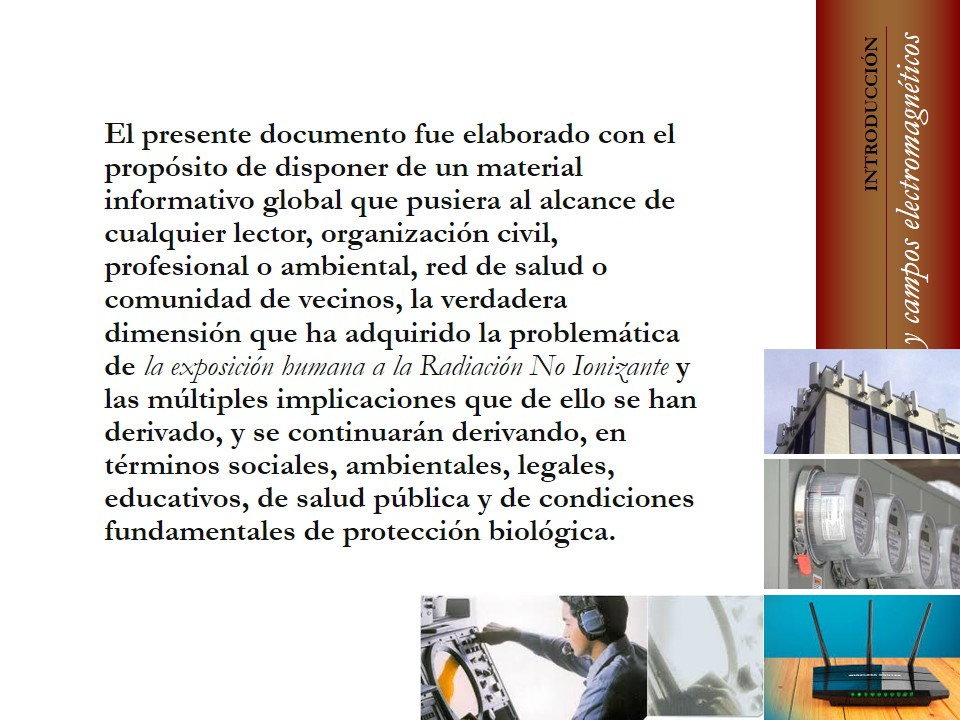 El presente documento fue elaborado con el
propósito de disponer de un material
informativo global que pusiera al alcance de
cualquier lector, organización civil,
profesional o ambiental, red de salud o
comunidad de vecinos, la verdadera
dimensión que ha adquirido la problemática
de la exposición humana a la Radiación No Ionizante y
las múltiples implicaciones que de ello se han
derivado, y se continuarán derivando, en
términos sociales, ambientales, legales,
educativos, de salud pública y de condiciones
fundamentales de protección biológica.
INTRODUCCIÓN
y campos electromagnéticos